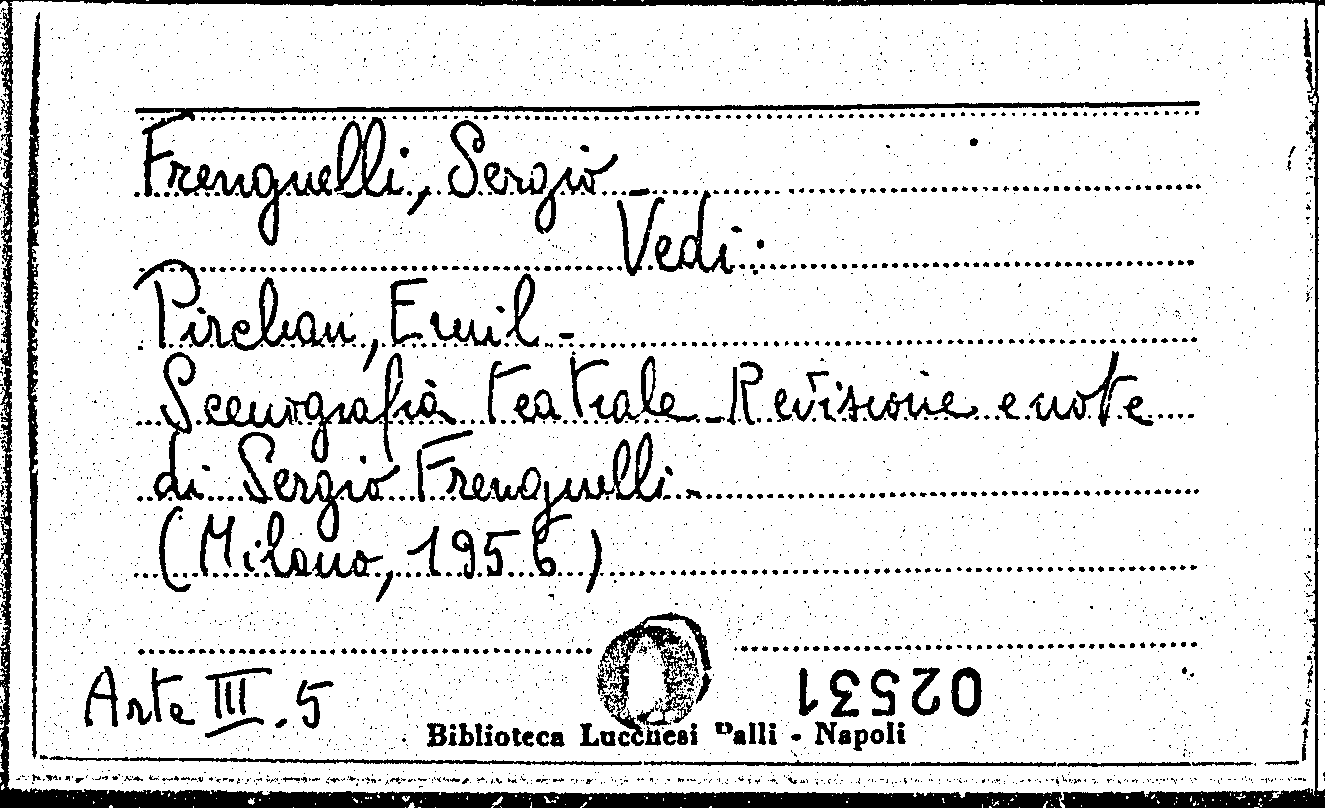 Frenguelli, Sergio -
Vedi:
Pirchan, Emil -
Scenografia teatrale - Revisione e note
di Sergio Frenguelli -
(Milano, 1956)
Arte III. 5
02531
Biblioteca Lucchesi Palli - Napoli